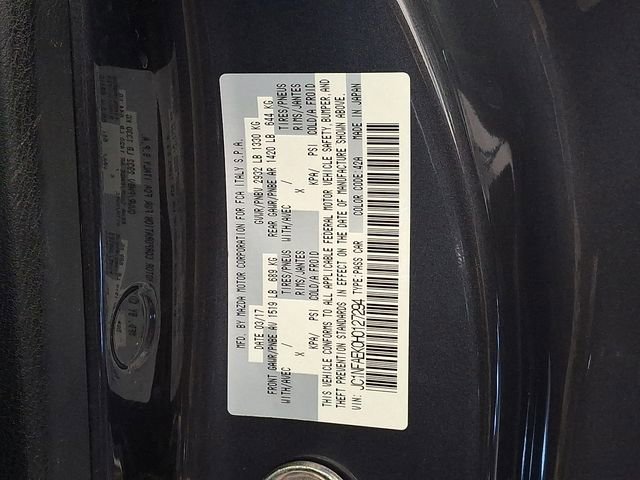 MFD. BY MAZDA MOTOR CORPORATION FOR FCA ITALY S.P.A.
DATE: 03/17 GVWR/PNBV 2932 LB 1330 KG
FRONT GAWR/PNBE AV 1519 LB 689 KG REAR GAWR/PNBE AR 1420 LB 644 KG
TIRES/PNEUS TIRES/PNEUS
WITH/AVEC / RIMS/JANTES WITH/AVEC / RIMS/JANTES
X X
KPA/ PSI COLD/A FROID KPA/ PSI COLD/A FROID
THIS VEHICLE CONFORMS TO ALL APPLICABLE FEDERAL MOTOR VEHICLE SAFETY, BUMPER, AND
THEFT PREVENTION STANDARDS IN EFFECT ON THE DATE OF MANUFACTURE SHOWN ABOVE.
VIN: JC1NFAEK0H0127294 TYPE:PASS CAR COLOR CODE:42A MADE IN JAPAN